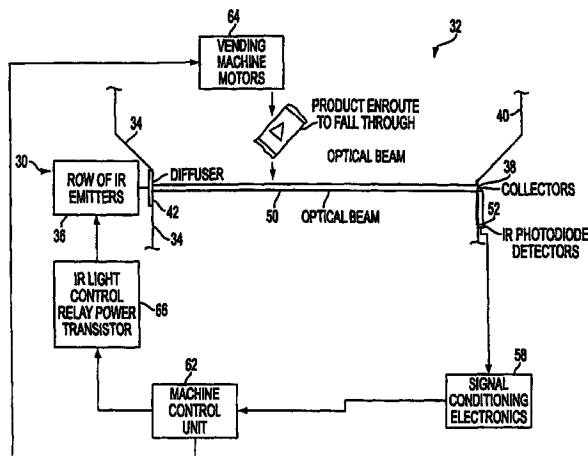 64
32
VENDING
MACHINE
MOTORS
PRODUCT ENROUTE
TO FALL THROUGH
OPTICAL BEAM
40
34
30
ROW OF IR
EMITTERS
36
DIFFUSER
42
34
50
OPTICAL BEAM
38
COLLECTORS
52
IR PHOTODIODE
DETECTORS
IR LIGHT
CONTROL
RELAY POWER
TRANSISTOR
66
62
MACHINE
CONTROL
UNIT
58
SIGNAL
CONDITIONING
ELECTRONICS